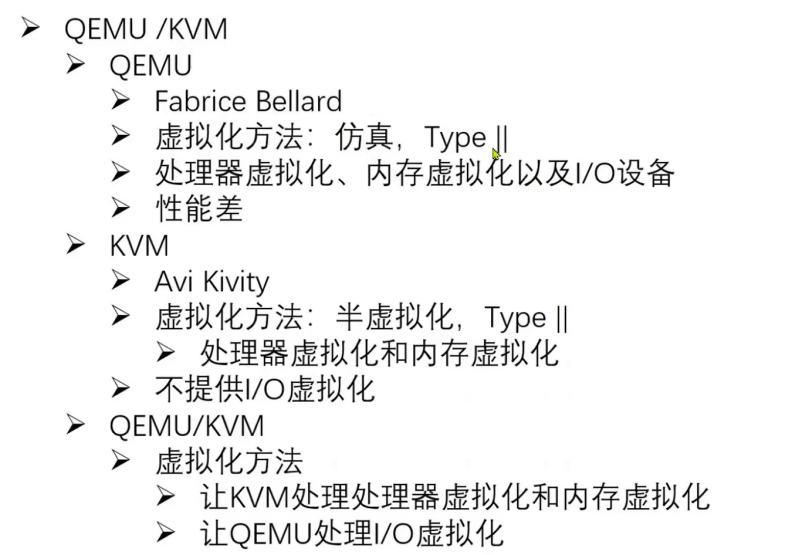 QEMU /KVM
QEMU
Fabrice Bellard
虚拟化方法：仿真，Type ||
处理器虚拟化、内存虚拟化以及I/O设备
性能差
KVM
Avi Kivity
虚拟化方法：半虚拟化，Type ||
处理器虚拟化和内存虚拟化
不提供I/O虚拟化
QEMU/KVM
虚拟化方法
让KVM处理处理器虚拟化和内存虚拟化
让QEMU处理I/O虚拟化